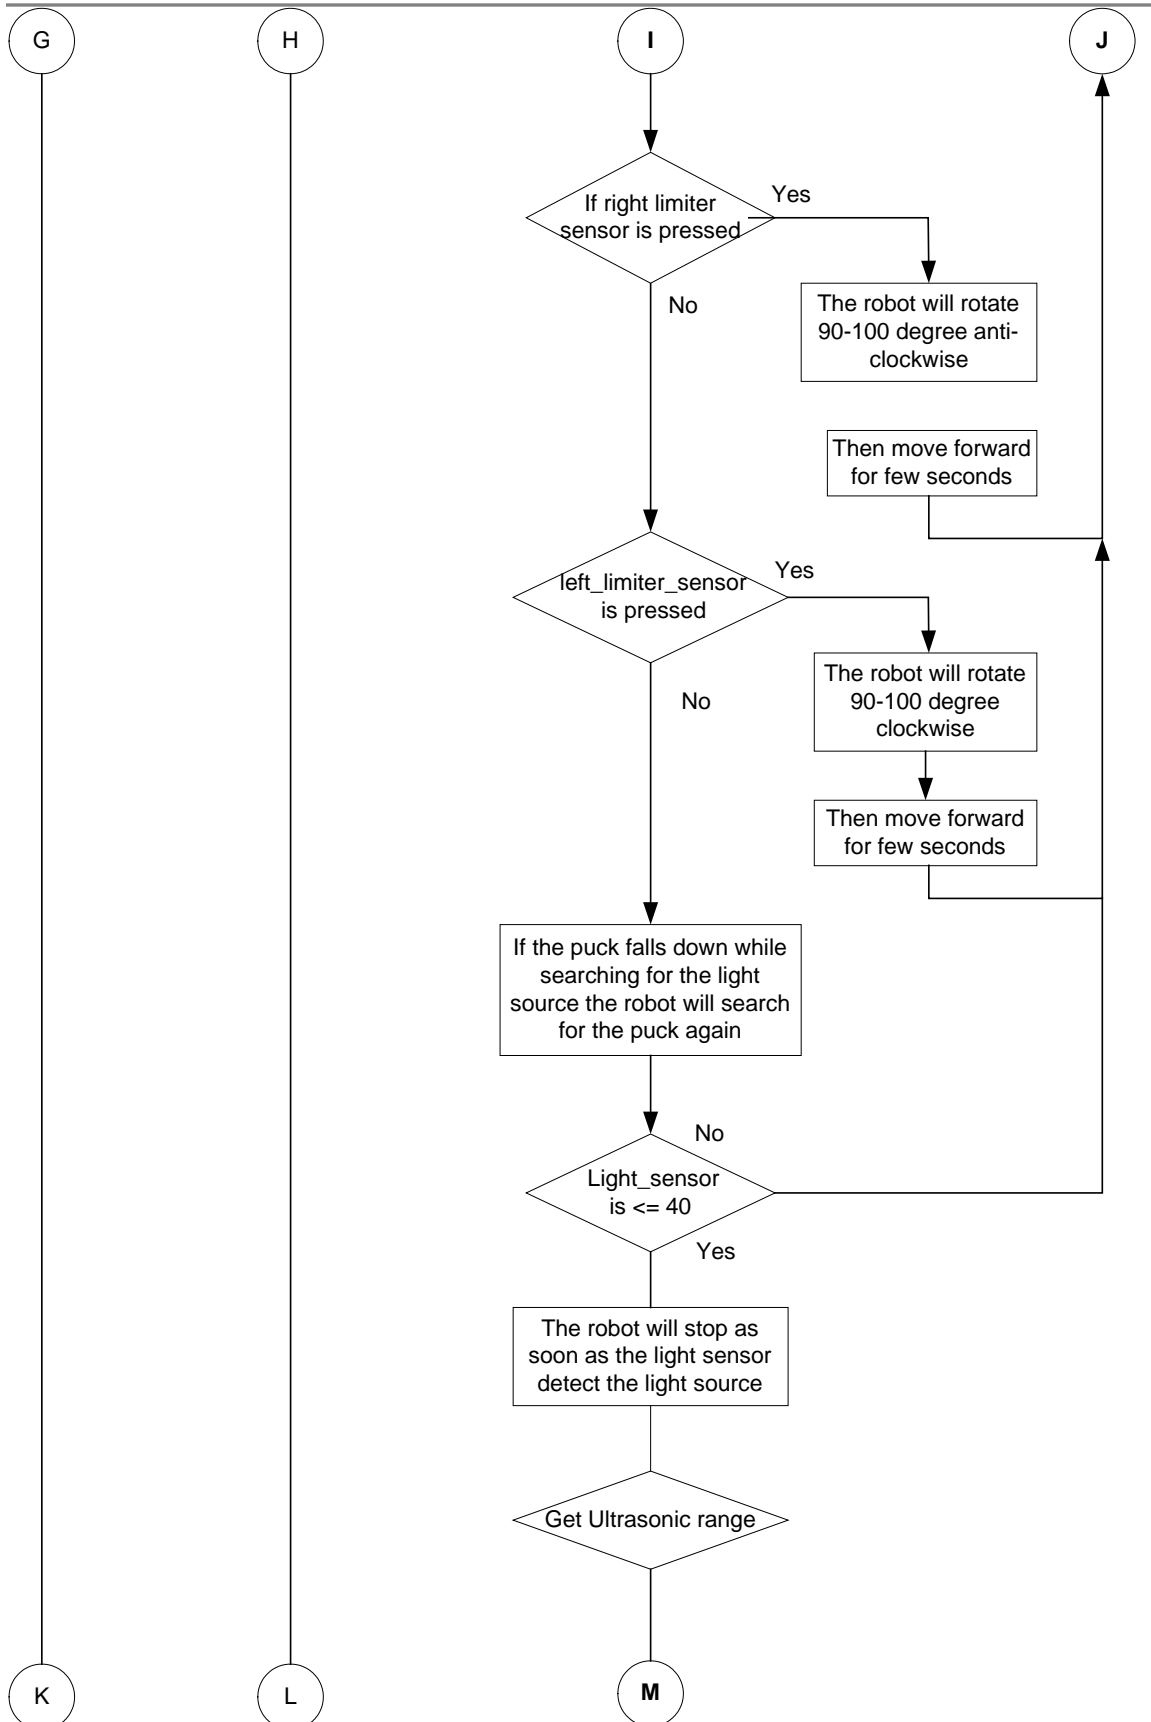 G
H
I
J
If right limiter
sensor is pressed
Yes
No
The robot will rotate
90-100 degree anti-
clockwise
Then move forward
for few seconds
left_limiter_sensor
is pressed
Yes
No
The robot will rotate
90-100 degree
clockwise
Then move forward
for few seconds
If the puck falls down while
searching for the light
source the robot will search
for the puck again
No
Light_sensor
is <= 40
Yes
The robot will stop as
soon as the light sensor
detect the light source
Get Ultrasonic range
K
L
M